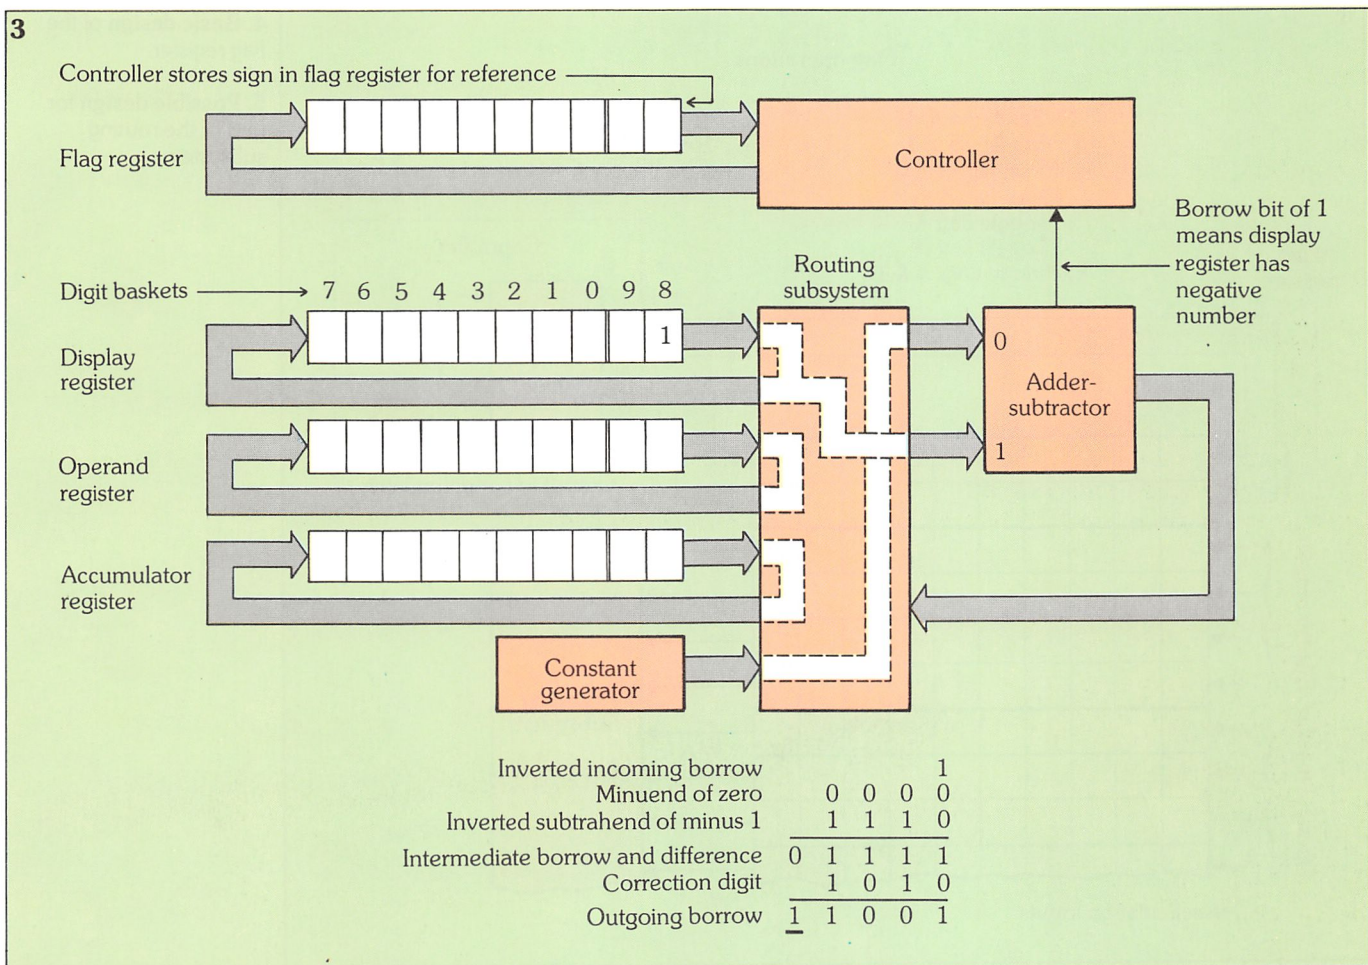 3
Controller stores sign in flag register for reference
Flag register
Controller
Borrow bit of 1
means display
register has
negative
number
Routing
subsystem
Digit baskets 7 6 5 4 3 2 1 0 9 8
Display
register
1
0
Adder-
subtractor
1
Operand
register
Accumulator
register
Constant
generator
Inverted incoming borrow 1
Minuend of zero 0 0 0 0
Inverted subtrahend of minus 1 1 1 1 0
Intermediate borrow and difference 0 1 1 1 1
Correction digit 1 0 1 0
Outgoing borrow 1 1 0 0 1